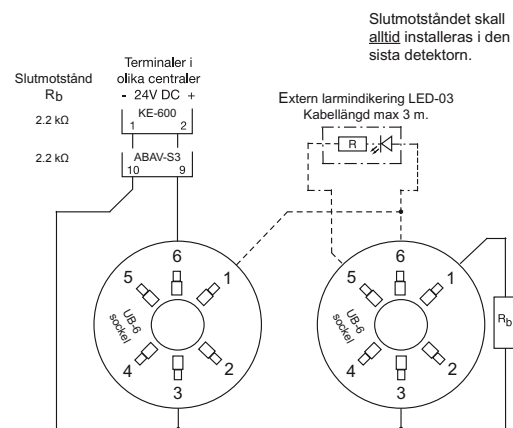 Slutmotståndet skall
alltid installeras i den
sista detektorn.
Terminaler i
olika centraler
- 24V DC +
Slutmotstånd
Rb
2.2 kΩ
KE-600
1 2
2.2 kΩ
ABAV-S3
10 9
Extern larmindikering LED-03
Kabellängd max 3 m.
R
6
5 1
UB-6
sockel
4 2
3
6
5 1
UB-6
sockel
4 2
3
Rb